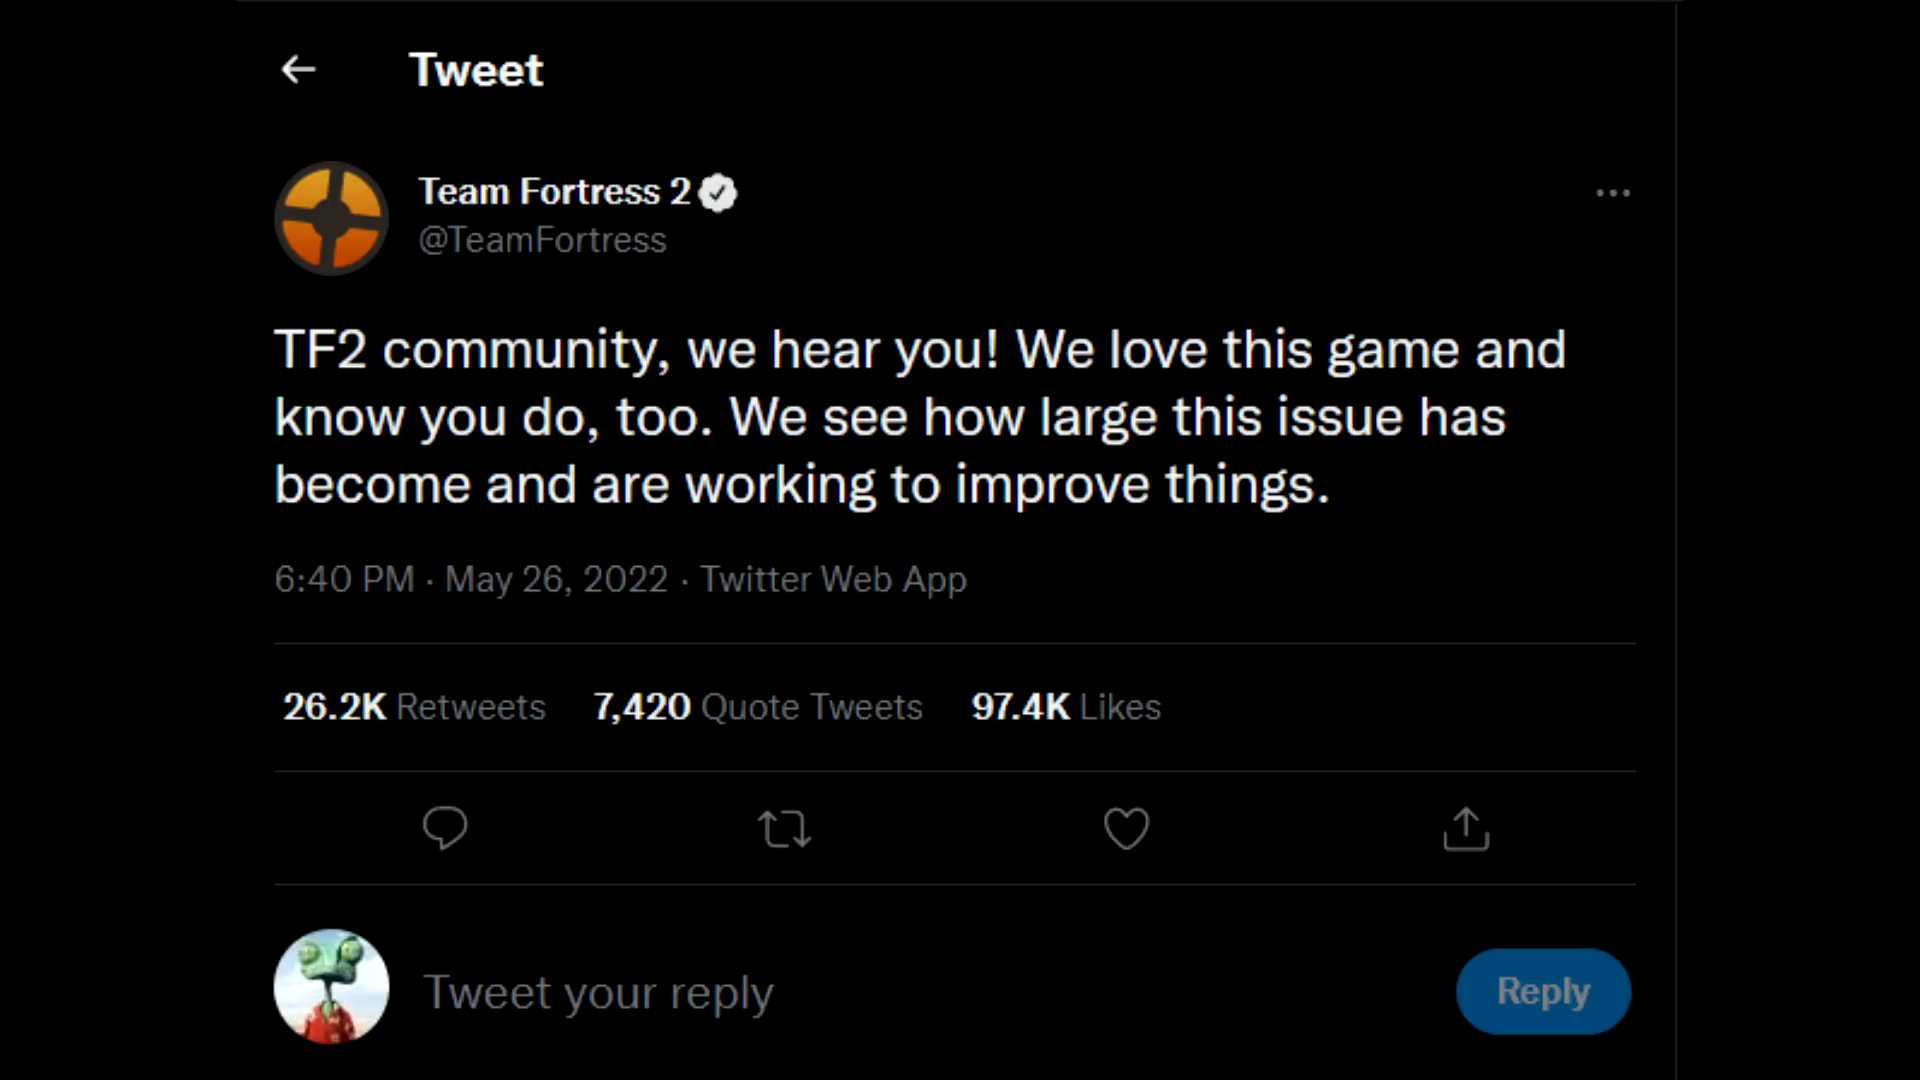 Tweet
Team Fortress 2
@TeamFortress
TF2 community, we hear you! We love this game and
know you do, too. We see how large this issue has
become and are working to improve things.
6:40 PM · May 26, 2022 · Twitter Web App
26.2K Retweets 7,420 Quote Tweets 97.4K Likes
Tweet your reply
Reply